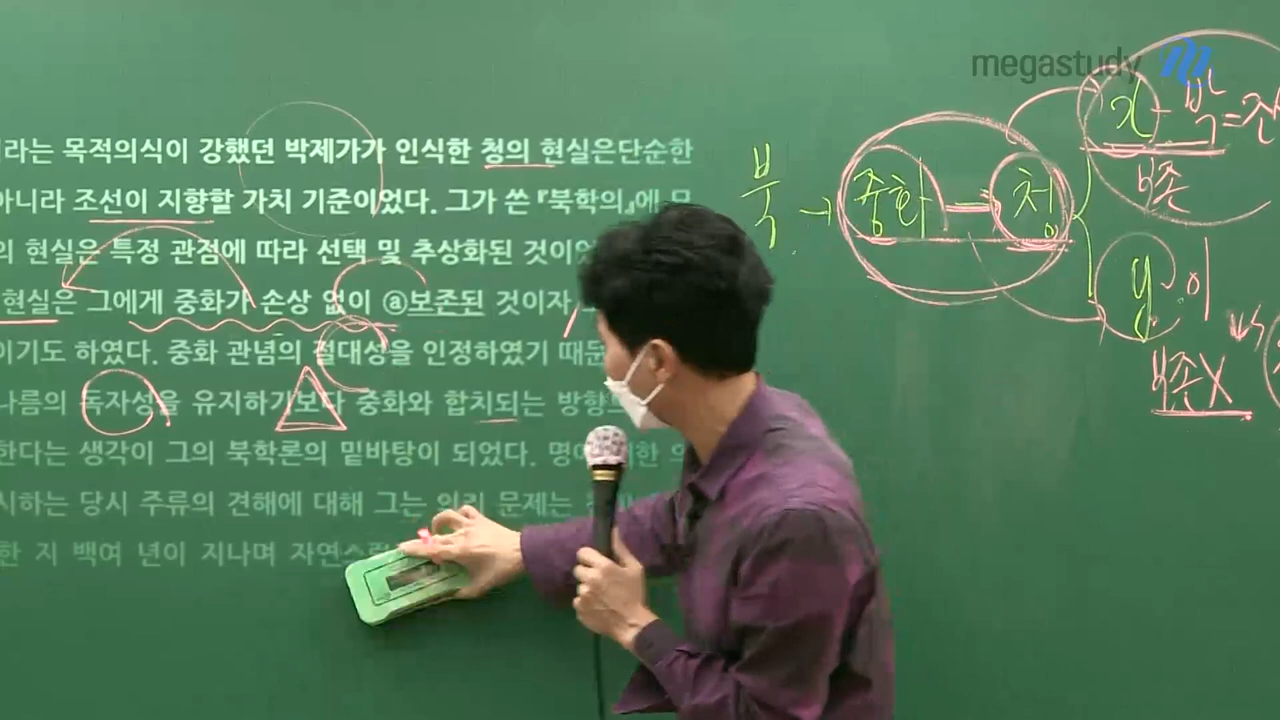 라는 목적의식이 강했던 박제가가 인식한 청의 현실은단순한
아니라 조선이 지향할 가치 기준이었다. 그가 쓴 『북학의』에
의 현실은 특정 관점에 따라 선택 및 추상화된
현실은 그에게 중화가 손상 없이 ⓐ보존된 것이자
이기도 하였다. 중화 관념의 절대성을 인정하였기
나름의 독자성을 유지하기보다 중화와 합치되는
한다는 생각이 그의 북학론의 밑바탕이 되었다.
시하는 당시 주류의 견해에 대해 그는 의리 문제는
한 지 백여 년이 지나며
megastudy
북 → 중화 - 청
x - 박 =
보존
y 이
vs
보존X